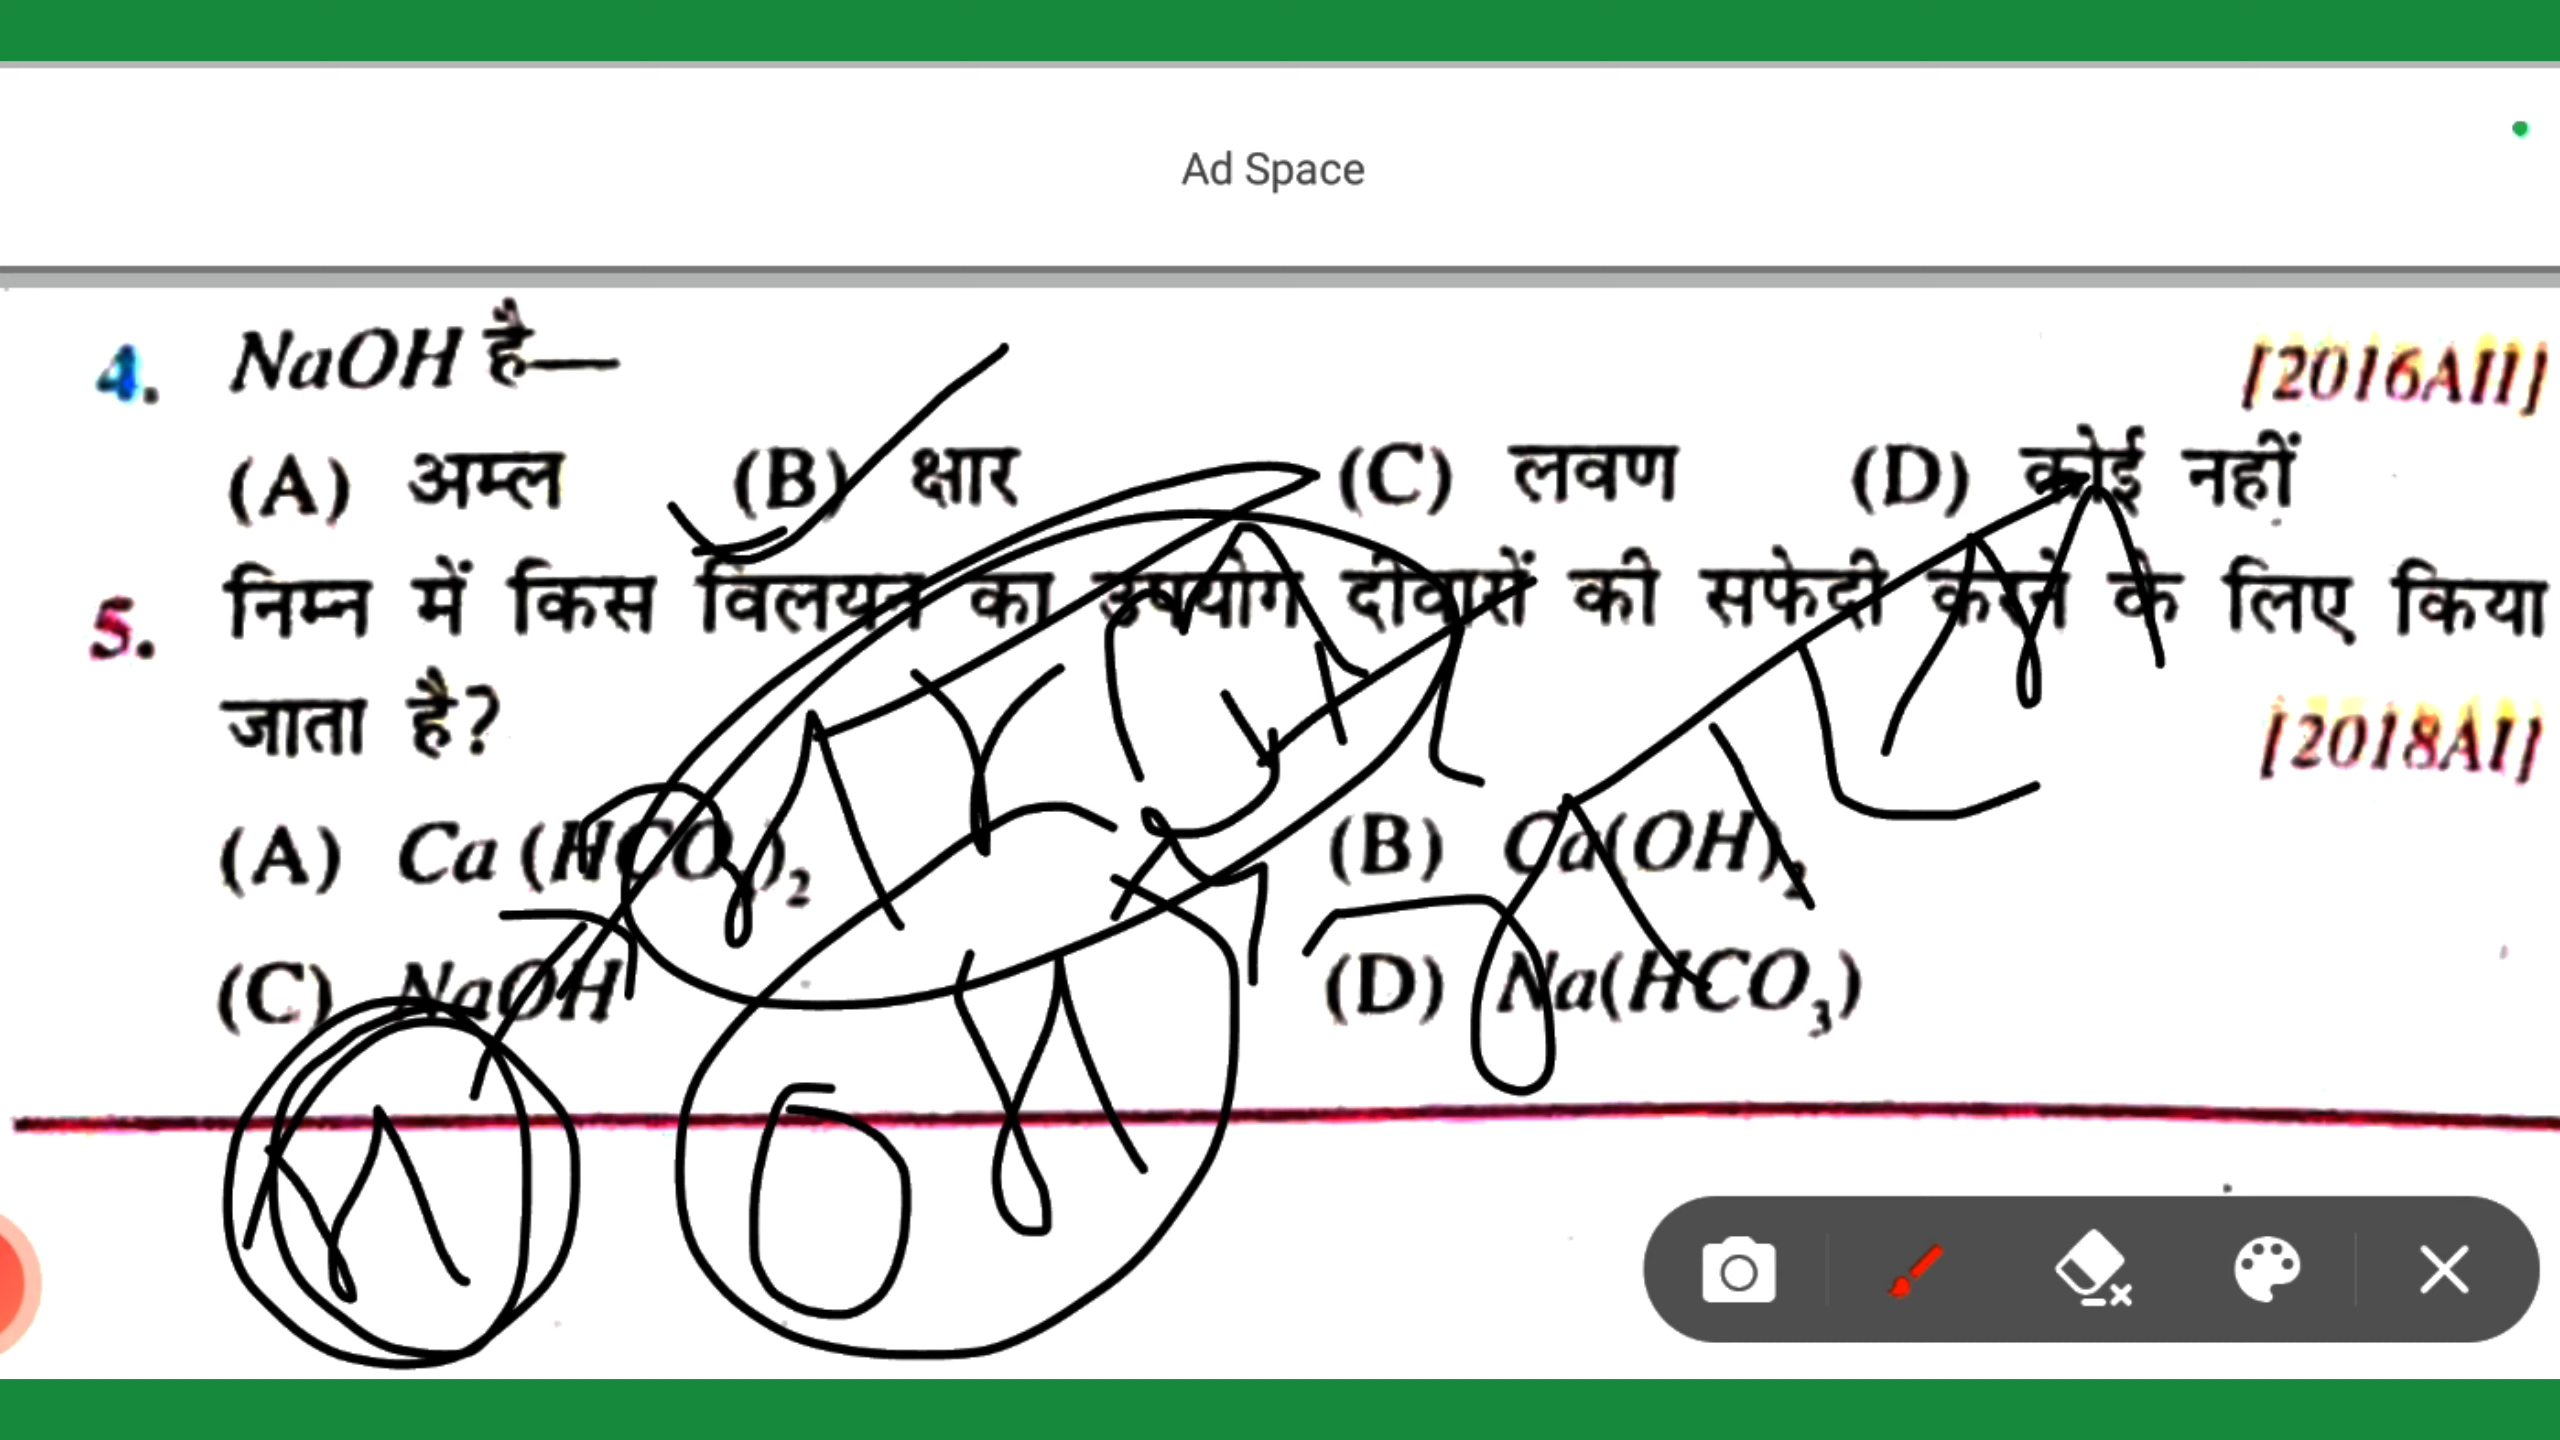 Ad Space
4. NaOH है— [2016AII]
(A) अम्ल (B) क्षार (C) लवण (D) कोई नहीं
5. निम्न में किस विलयन का उपयोग दीवारों की सफेदी करने के लिए किया
जाता है? [2018AI]
(A) Ca (HCO₃)₂ (B) Ca(OH)₂
(C) NaOH (D) Na(HCO₃)